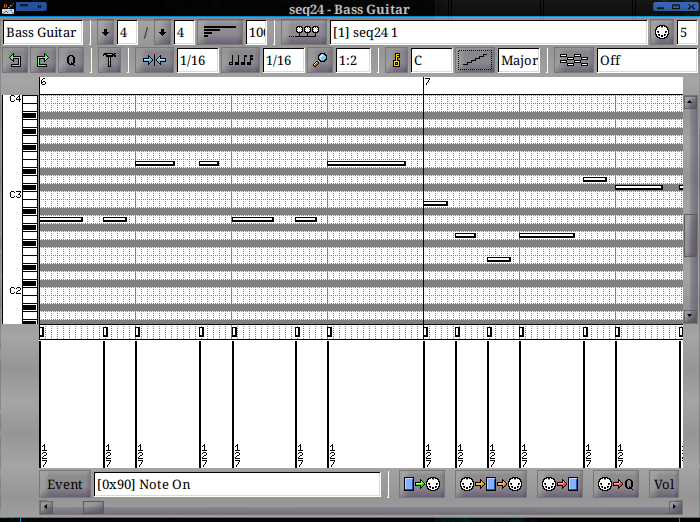 seq24 - Bass Guitar
Bass Guitar 4 / 4 [1] seq24 1 5
Q 1/16 1/16 1:2 C Major Off
6 7
C4
C3
C2
127 127 127 127 127 127 127 127 127 127 127 127 127
Event [0x90] Note On Q Vol